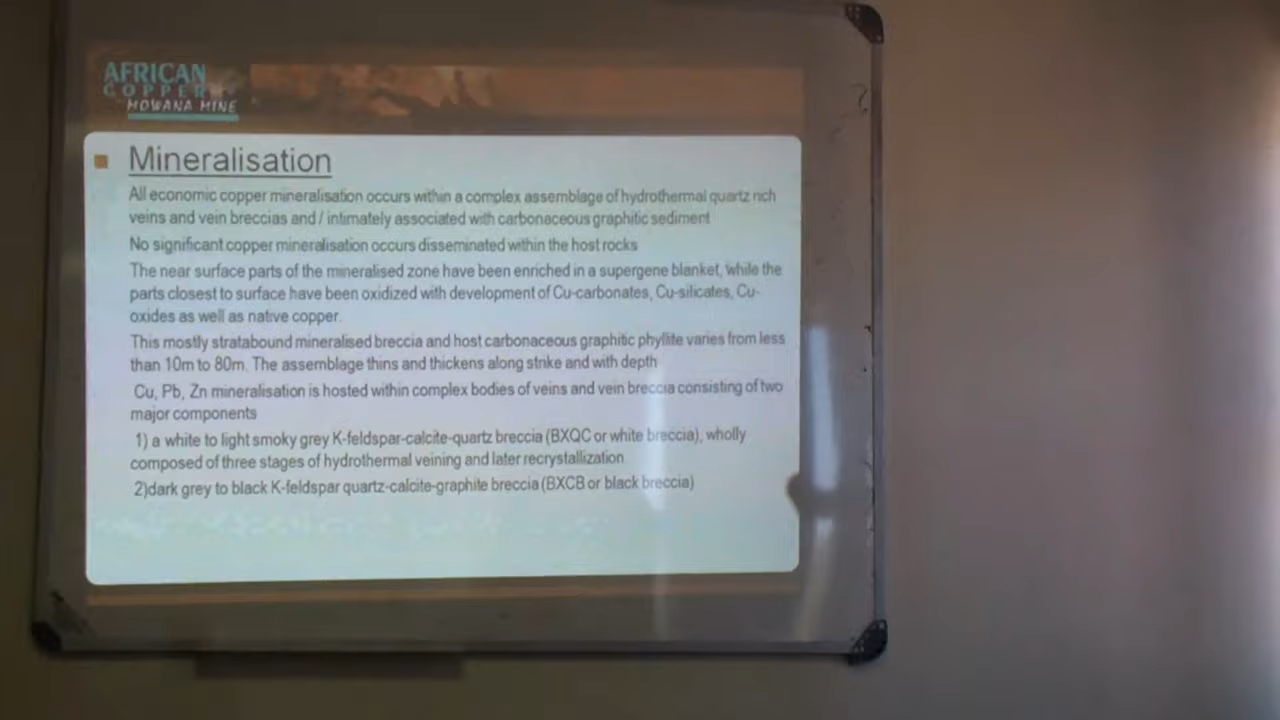 AFRICAN
COPPER
MOWANA MINE
Mineralisation
All economic copper mineralisation occurs within a complex assemblage of hydrothermal quartz rich
veins and vein breccias and / intimately associated with carbonaceous graphitic sediment
No significant copper mineralisation occurs disseminated within the host rocks
The near surface parts of the mineralised zone have been enriched in a supergene blanket, while the
parts closest to surface have been oxidized with development of Cu-carbonates, Cu-silicates, Cu-
oxides as well as native copper.
This mostly stratabound mineralised breccia and host carbonaceous graphitic phyllite varies from less
than 10m to 80m. The assemblage thins and thickens along strike and with depth
Cu, Pb, Zn mineralisation is hosted within complex bodies of veins and vein breccia consisting of two
major components
1) a white to light smoky grey K-feldspar-calcite-quartz breccia (BXQC or white breccia), wholly
composed of three stages of hydrothermal veining and later recrystallization
2)dark grey to black K-feldspar quartz-calcite-graphite breccia (BXCB or black breccia)